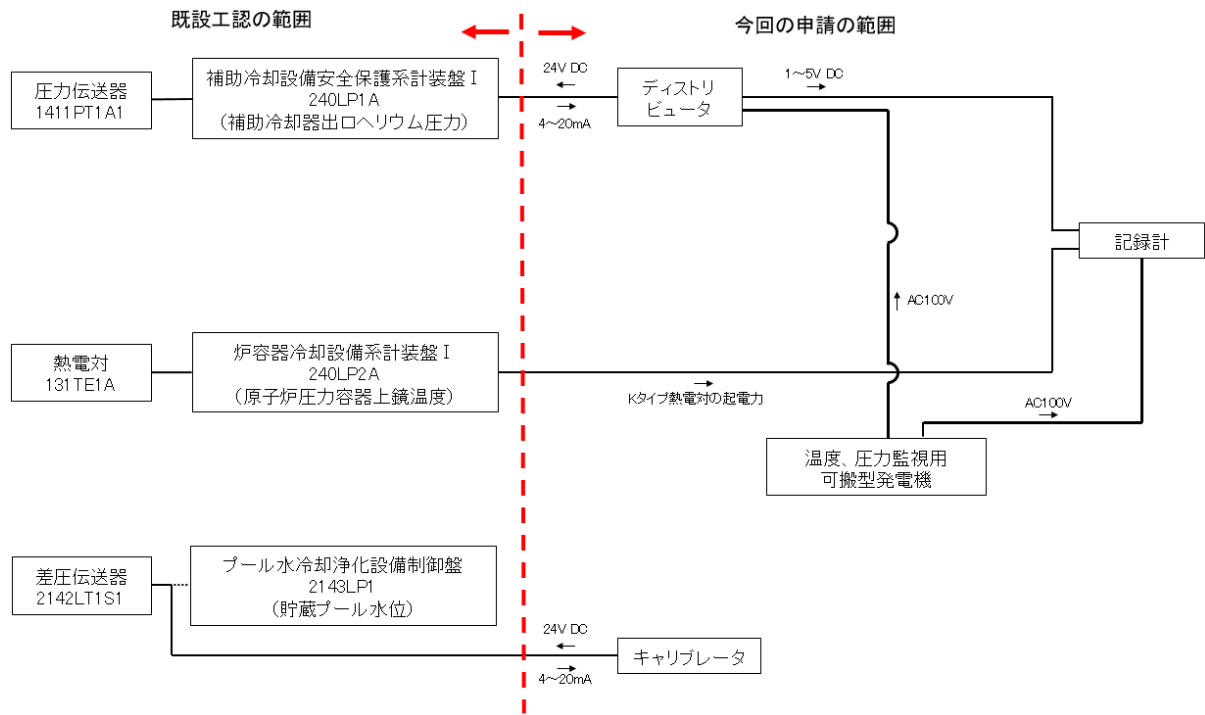 既設工認の範囲
今回の申請の範囲
圧力伝送器
1411PT1A1
補助冷却設備安全保護系計装盤Ⅰ
240LP1A
(補助冷却器出口ヘリウム圧力)
24V DC
4～20mA
ディストリ
ビュータ
1～5V DC
記録計
AC100V
熱電対
131TE1A
炉容器冷却設備系計装盤Ⅰ
240LP2A
(原子炉圧力容器上鏡温度)
Kタイプ熱電対の起電力
AC100V
温度、圧力監視用
可搬型発電機
差圧伝送器
2142LT1S1
プール水冷却浄化設備制御盤
2143LP1
(貯蔵プール水位)
24V DC
4～20mA
キャリブレータ